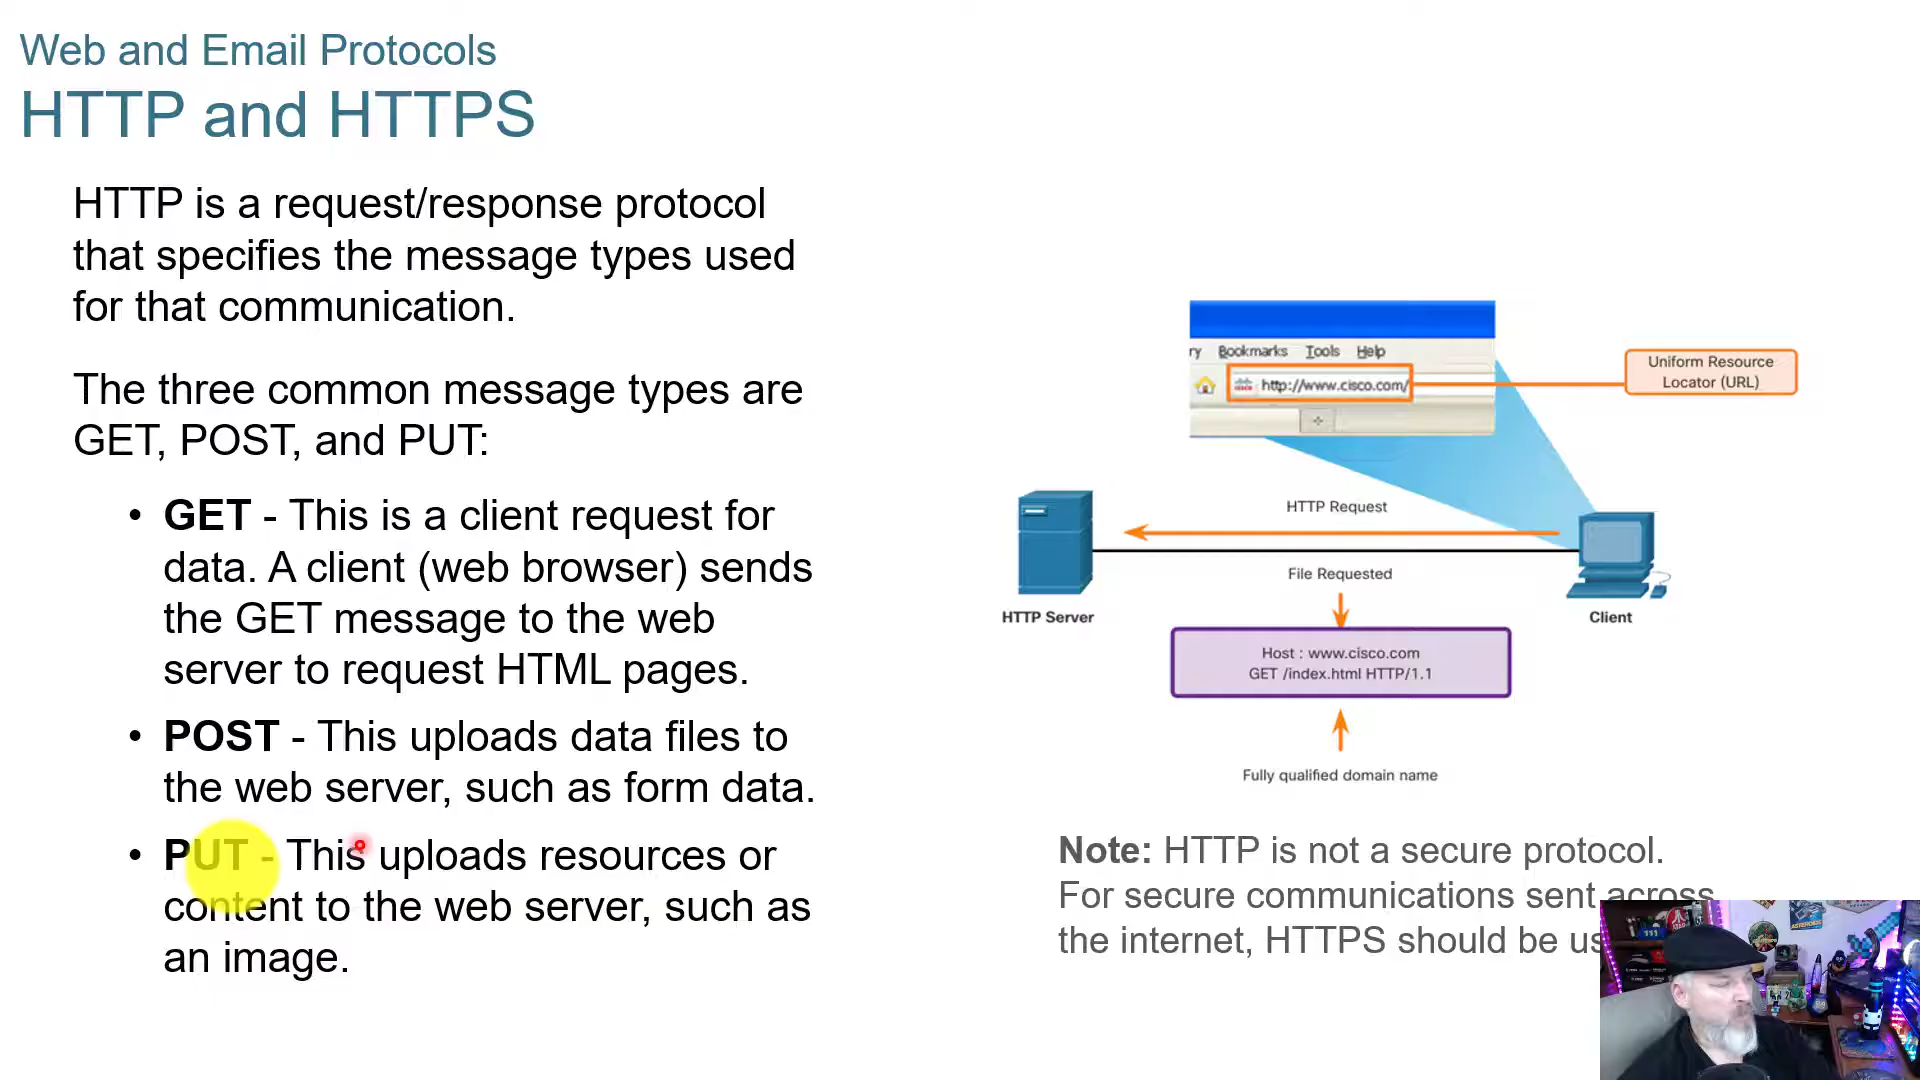 Web and Email Protocols
HTTP and HTTPS
HTTP is a request/response protocol
that specifies the message types used
for that communication.
The three common message types are
GET, POST, and PUT:
• GET - This is a client request for
data. A client (web browser) sends
the GET message to the web
server to request HTML pages.
• POST - This uploads data files to
the web server, such as form data.
• PUT - This uploads resources or
content to the web server, such as
an image.
ry Bookmarks Tools Help
http://www.cisco.com/
Uniform Resource
Locator (URL)
HTTP Request
File Requested
HTTP Server
Client
Host : www.cisco.com
GET /index.html HTTP/1.1
Fully qualified domain name
Note: HTTP is not a secure protocol.
For secure communications sent across
the internet, HTTPS should be
111